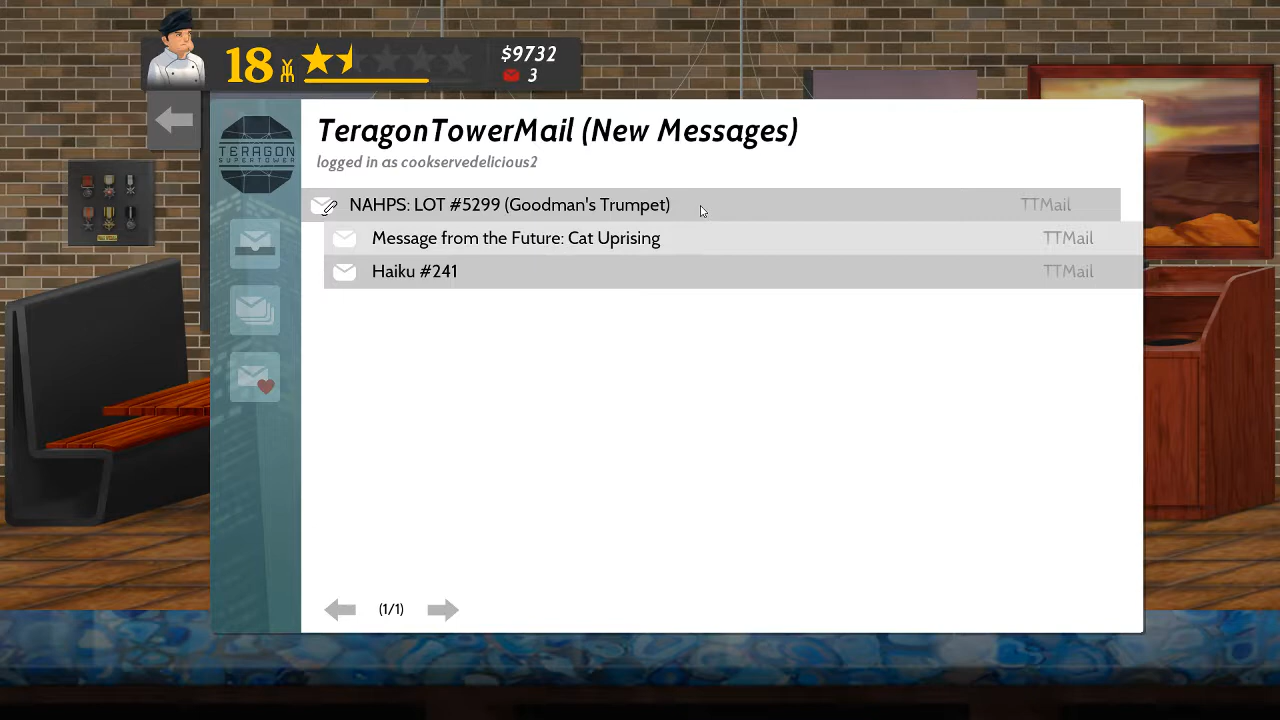 18
$9732
3
TERAGON
SUPERTOWER
TeragonTowerMail (New Messages)
logged in as cookservedelicious2
NAHPS: LOT #5299 (Goodman's Trumpet) TTMail
Message from the Future: Cat Uprising TTMail
Haiku #241 TTMail
(1/1)